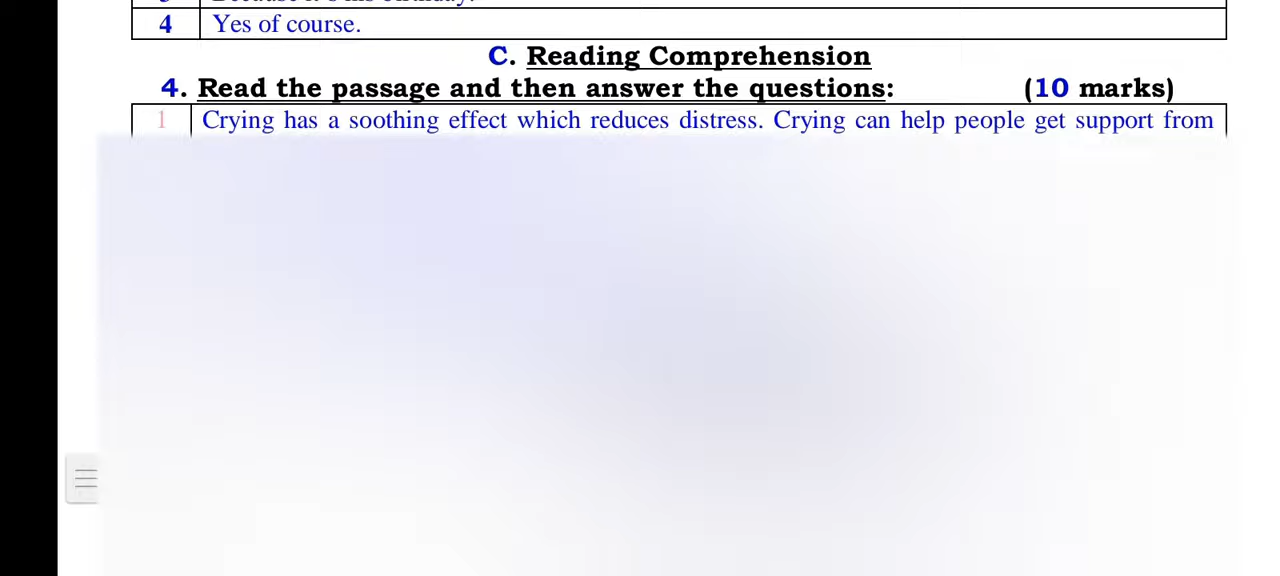 4 Yes of course.
C. Reading Comprehension
4. Read the passage and then answer the questions: (10 marks)
1 Crying has a soothing effect which reduces distress. Crying can help people get support from